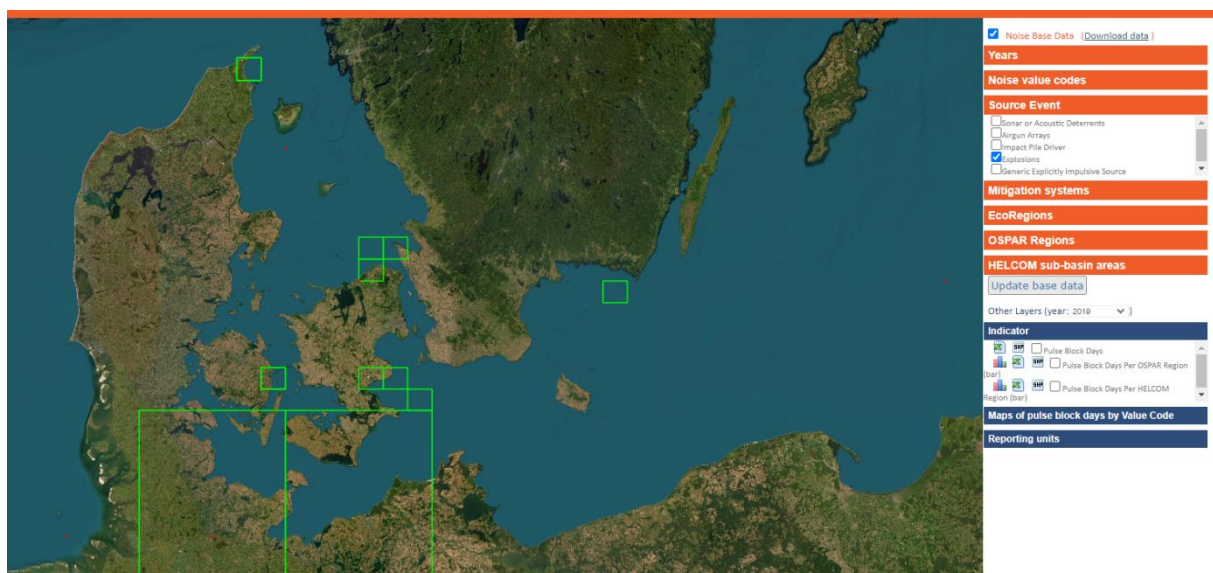 Noise Base Data (Download data )
Years
Noise value codes
Source Event
Sonar or Acoustic Deterrents
Airgun Arrays
Impact Pile Driver
Explosions
Generic Explicitly Impulsive Source
Mitigation systems
EcoRegions
OSPAR Regions
HELCOM sub-basin areas
Update base data
Other Layers (year: 2019 )
Indicator
SHP Pulse Block Days
SHP Pulse Block Days Per OSPAR Region
(bar)
SHP Pulse Block Days Per HELCOM
Region (bar)
Maps of pulse block days by Value Code
Reporting units